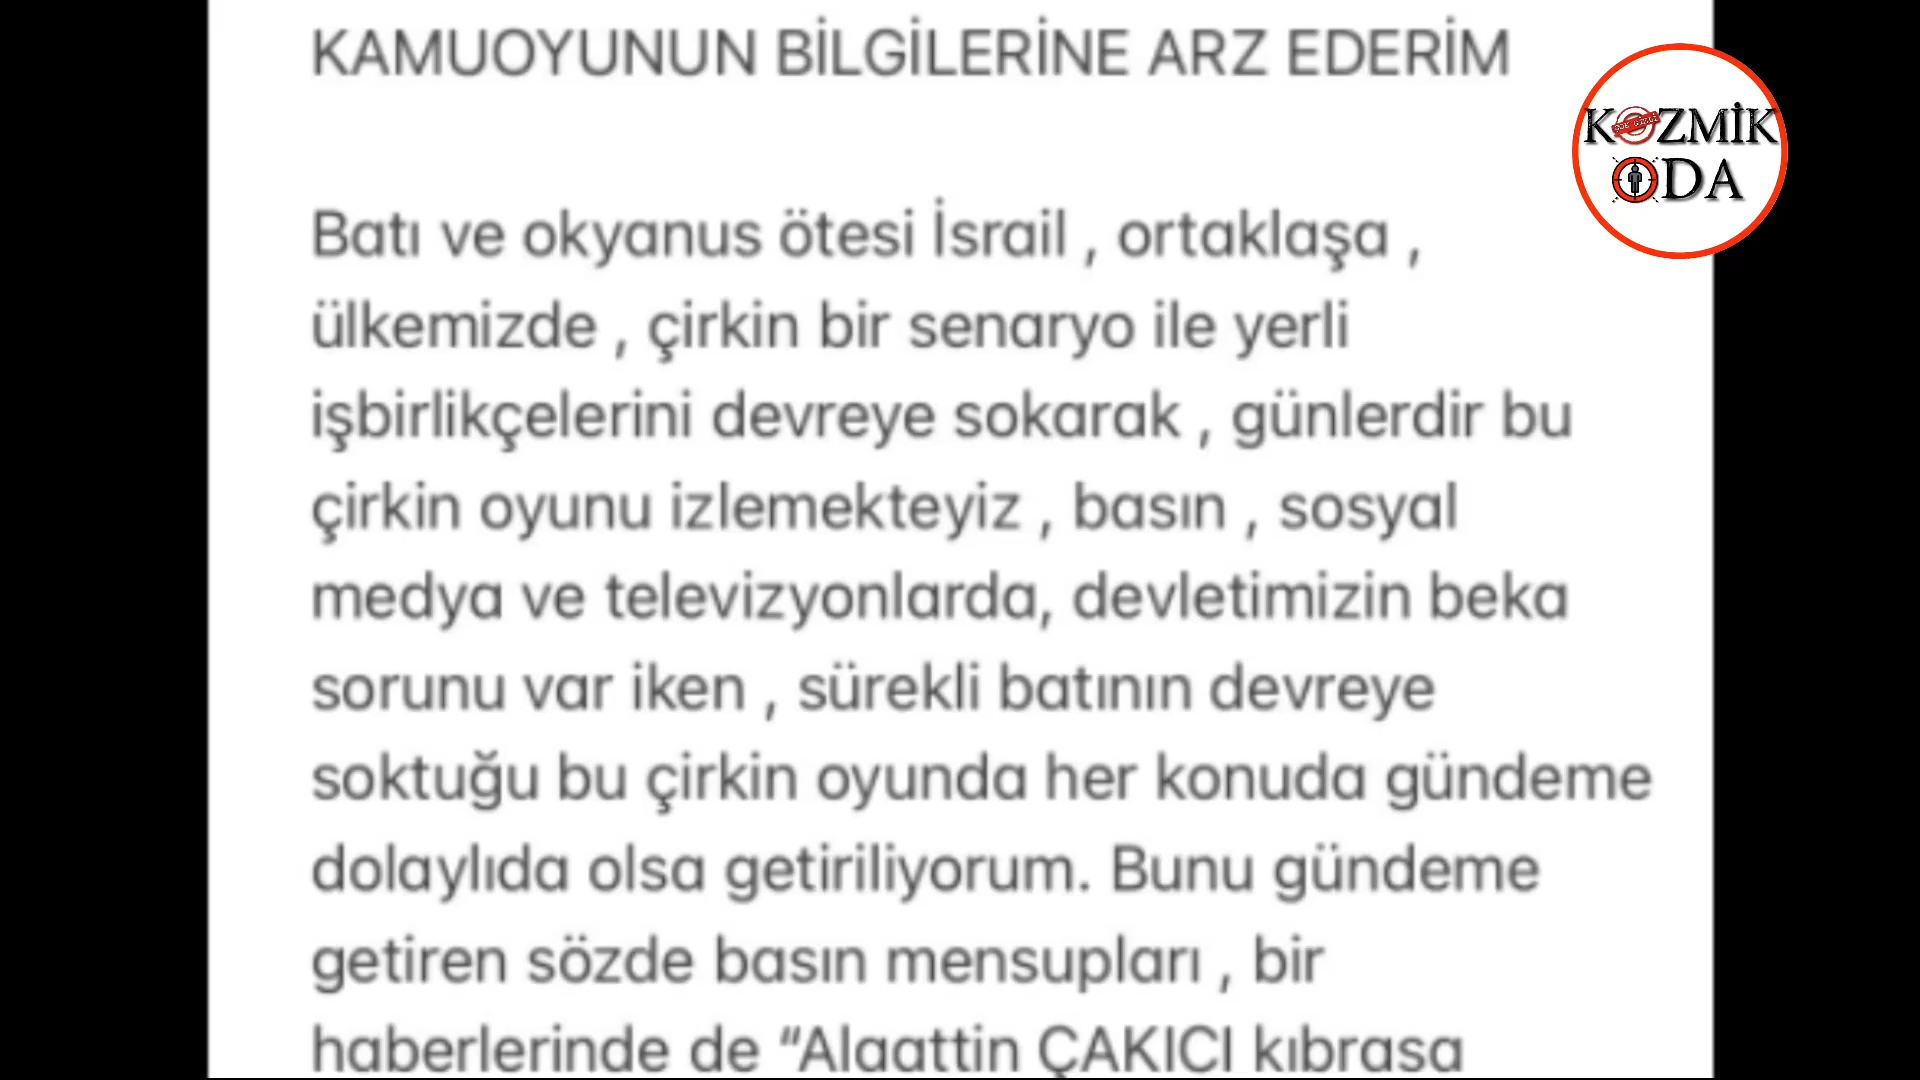 KAMUOYUNUN BİLGİLERİNE ARZ EDERİM
Batı ve okyanus ötesi İsrail , ortaklaşa ,
ülkemizde , çirkin bir senaryo ile yerli
işbirlikçelerini devreye sokarak , günlerdir bu
çirkin oyunu izlemekteyiz , basın , sosyal
medya ve televizyonlarda, devletimizin beka
sorunu var iken , sürekli batının devreye
soktuğu bu çirkin oyunda her konuda gündeme
dolaylıda olsa getiriliyorum. Bunu gündeme
getiren sözde basın mensupları , bir
haberlerinde de “Alaattin ÇAKICI kıbrasa
KOZMİK
ODA